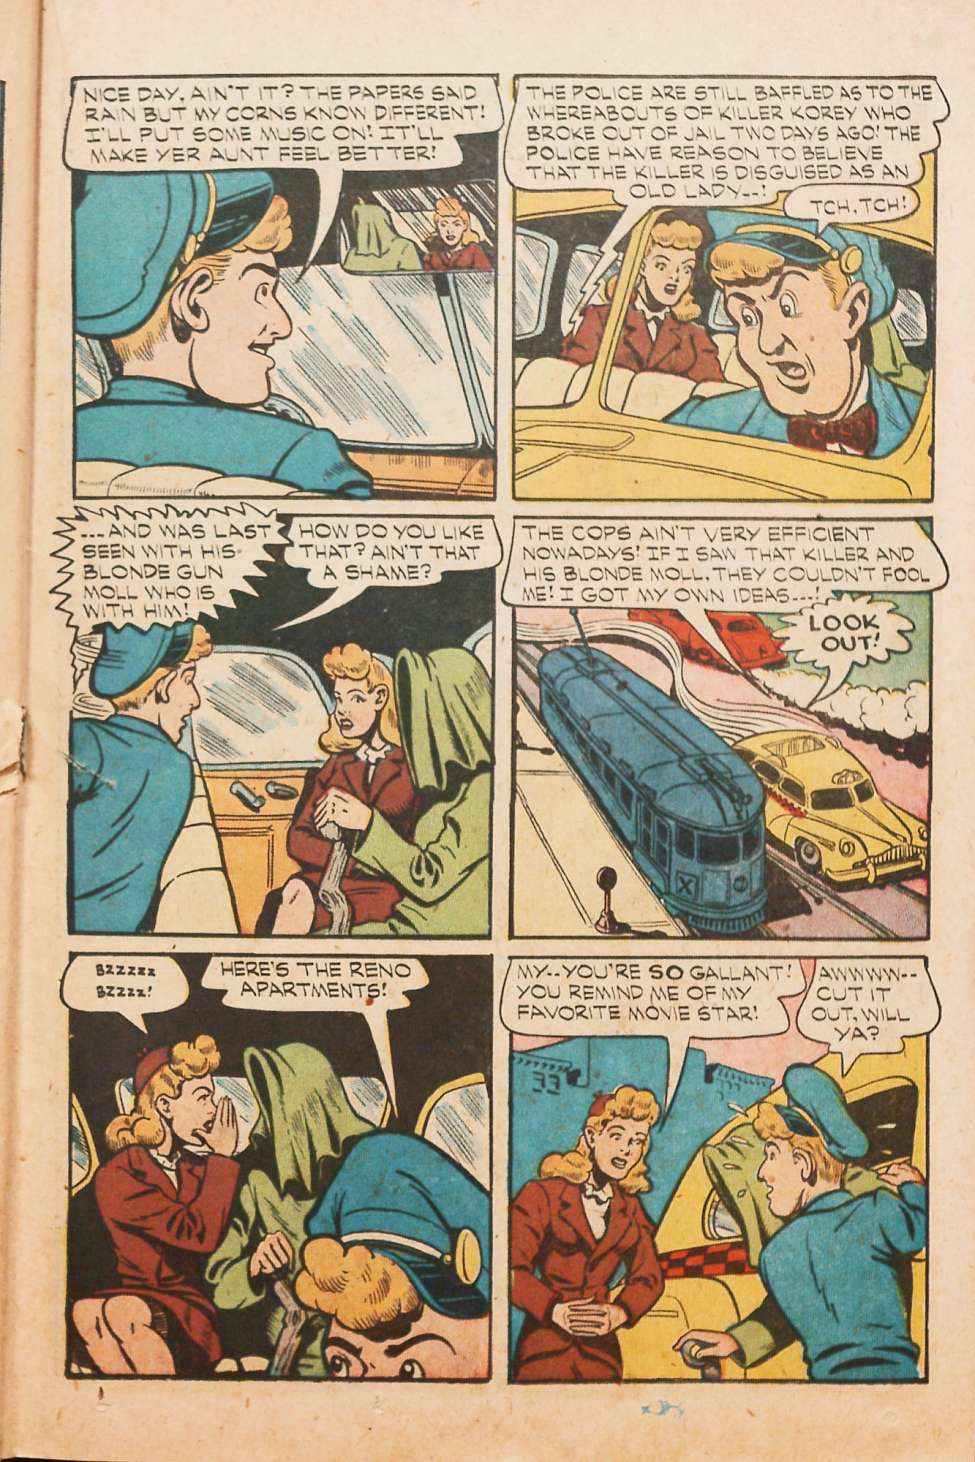 NICE DAY, AIN'T IT? THE PAPERS SAID
RAIN BUT MY CORNS KNOW DIFFERENT!
I'LL PUT SOME MUSIC ON! IT'LL
MAKE YER AUNT FEEL BETTER!
THE POLICE ARE STILL BAFFLED AS TO THE
WHEREABOUTS OF KILLER KOREY WHO
BROKE OUT OF JAIL TWO DAYS AGO! THE
POLICE HAVE REASON TO BELIEVE
THAT THE KILLER IS DISGUISED AS AN
OLD LADY--!
TCH, TCH!
...AND WAS LAST
SEEN WITH HIS
BLONDE GUN
MOLL WHO IS
WITH HIM!
HOW DO YOU LIKE
THAT? AIN'T THAT
A SHAME?
THE COPS AIN'T VERY EFFICIENT
NOWADAYS! IF I SAW THAT KILLER AND
HIS BLONDE MOLL, THEY COULDN'T FOOL
ME! I GOT MY OWN IDEAS---!
LOOK
OUT!
X
BZZZZZ
BZZZZ!
HERE'S THE RENO
APARTMENTS!
MY--YOU'RE SO GALLANT!
YOU REMIND ME OF MY
FAVORITE MOVIE STAR!
AWWWW--
CUT IT
OUT, WILL
YA?
33